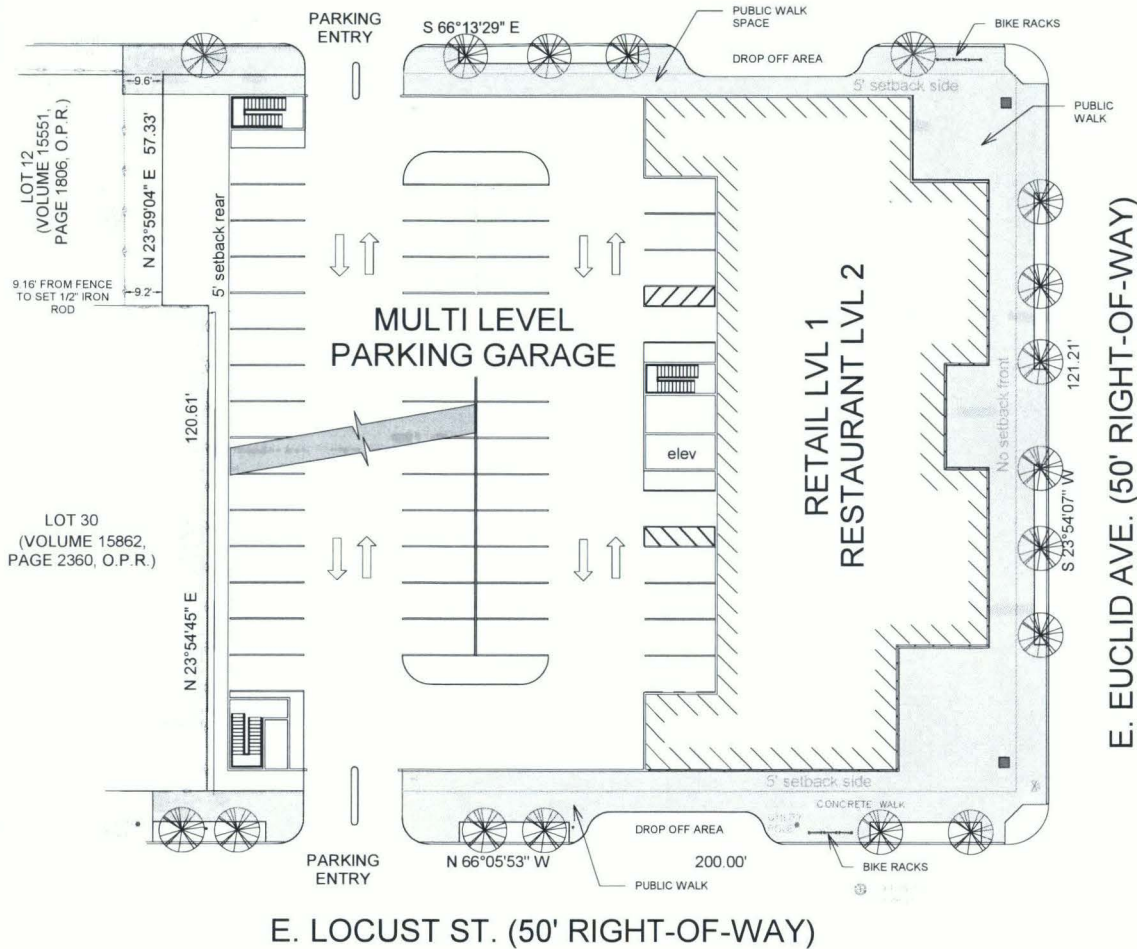 PARKING
ENTRY
S 66°13'29" E
PUBLIC WALK
SPACE
BIKE RACKS
DROP OFF AREA
5' setback side
PUBLIC
WALK
9.6'
LOT 12
(VOLUME 15551,
PAGE 1806, O.P.R.)
N 23°59'04" E 57.33'
5' setback rear
9.2'
9.16' FROM FENCE
TO SET 1/2" IRON
ROD
MULTI LEVEL
PARKING GARAGE
RETAIL LVL 1
RESTAURANT LVL 2
elev
No setback front
121.21'
S 23°54'07" W
E. EUCLID AVE. (50' RIGHT-OF-WAY)
120.61'
LOT 30
(VOLUME 15862,
PAGE 2360, O.P.R.)
N 23°54'45" E
5' setback side
CONCRETE WALK
UTILITY
POLE
DROP OFF AREA
PARKING
ENTRY
N 66°05'53" W
200.00'
BIKE RACKS
PUBLIC WALK
E. LOCUST ST. (50' RIGHT-OF-WAY)